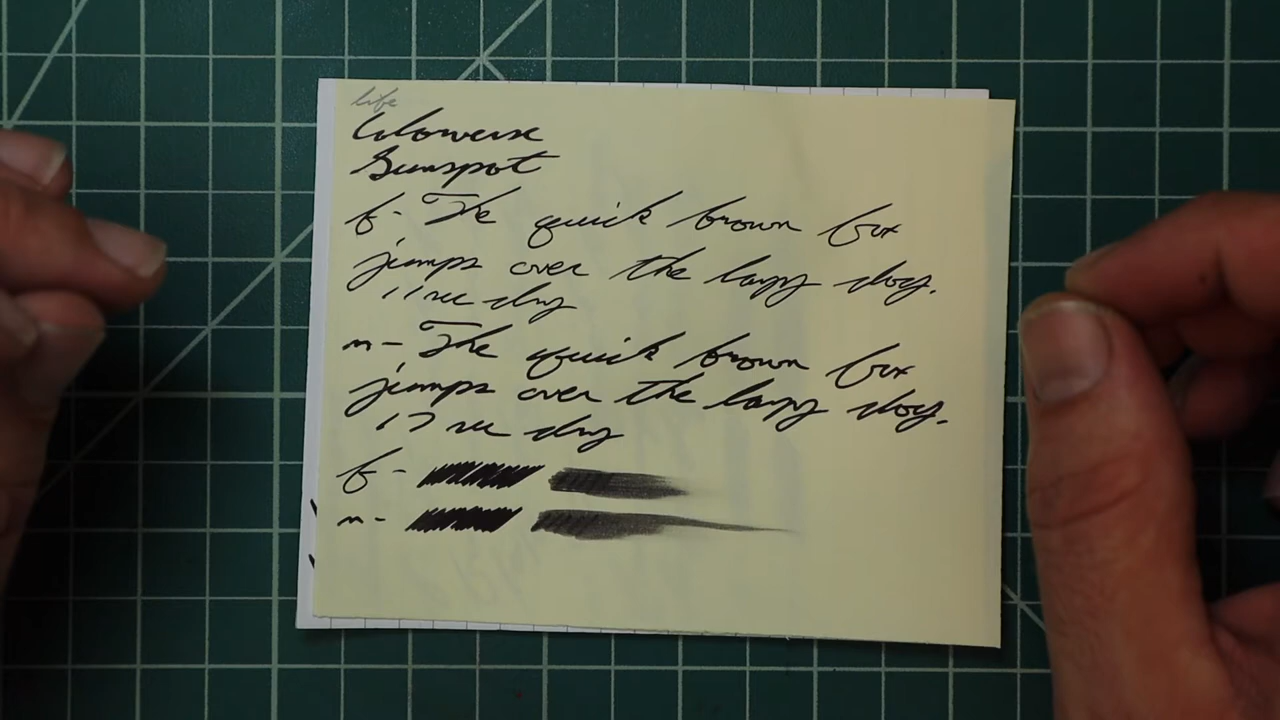 life
Colorverse
Sunspot
f- The quick brown fox
jumps over the lazy dog.
11 sec dry
m- The quick brown fox
jumps over the lazy dog.
17 sec dry
f-
m-